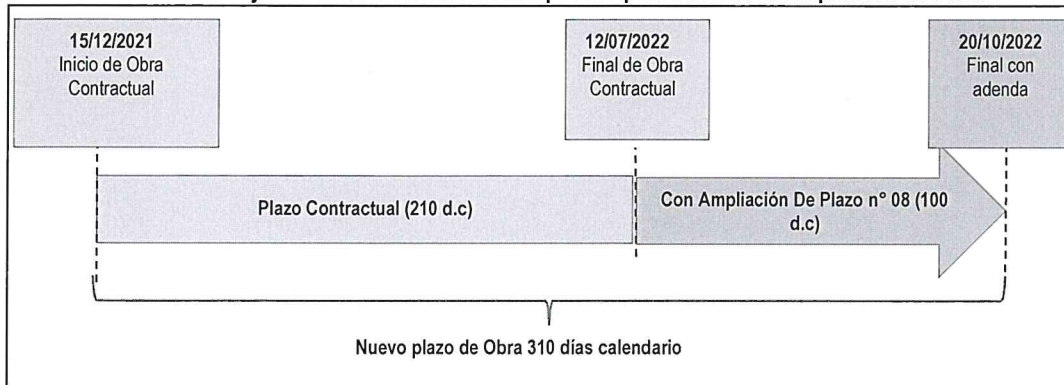 15/12/2021
Inicio de Obra
Contractual
12/07/2022
Final de Obra
Contractual
20/10/2022
Final con
adenda
Plazo Contractual (210 d.c)
Con Ampliación De Plazo n° 08 (100
d.c)
Nuevo plazo de Obra 310 días calendario